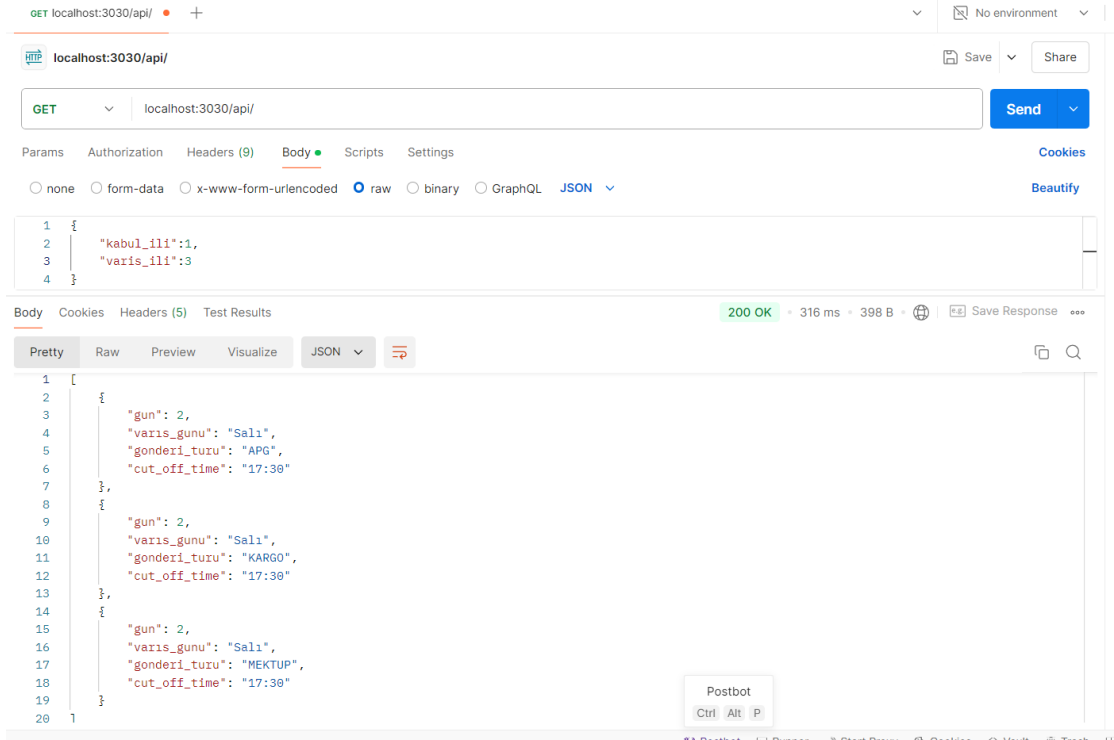 GET localhost:3030/api/ + No environment
HTTP localhost:3030/api/ Save Share
GET localhost:3030/api/ Send
Params Authorization Headers (9) Body Scripts Settings Cookies
none form-data x-www-form-urlencoded raw binary GraphQL JSON Beautify
1 {
2 "kabul_ili":1,
3 "varis_ili":3
4 }
Body Cookies Headers (5) Test Results 200 OK 316 ms 398 B e.g. Save Response
Pretty Raw Preview Visualize JSON
1 [
2 {
3 "gun": 2,
4 "varıs_gunu": "Salı",
5 "gonderi_turu": "APG",
6 "cut_off_time": "17:30"
7 },
8 {
9 "gun": 2,
10 "varıs_gunu": "Salı",
11 "gonderi_turu": "KARGO",
12 "cut_off_time": "17:30"
13 },
14 {
15 "gun": 2,
16 "varıs_gunu": "Salı",
17 "gonderi_turu": "MEKTUP",
18 "cut_off_time": "17:30"
19 }
20 ]
Postbot
Ctrl Alt P